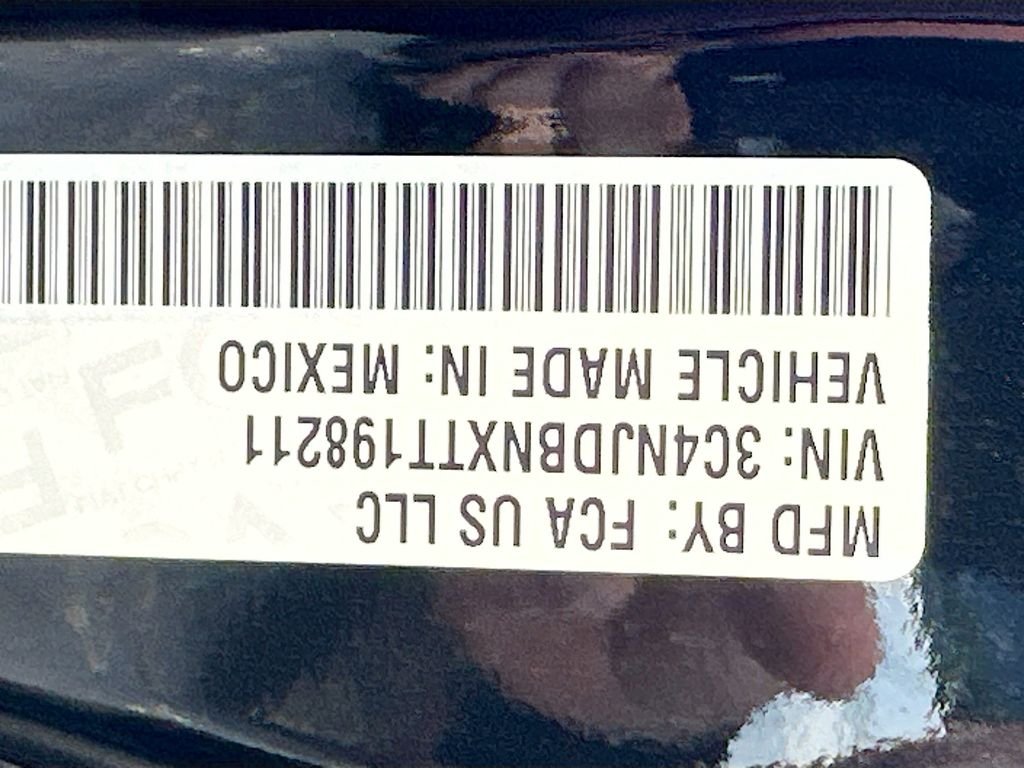 MFD BY: FCA US LLC
VIN: 3C4NJDBNXTT198211
VEHICLE MADE IN: MEXICO